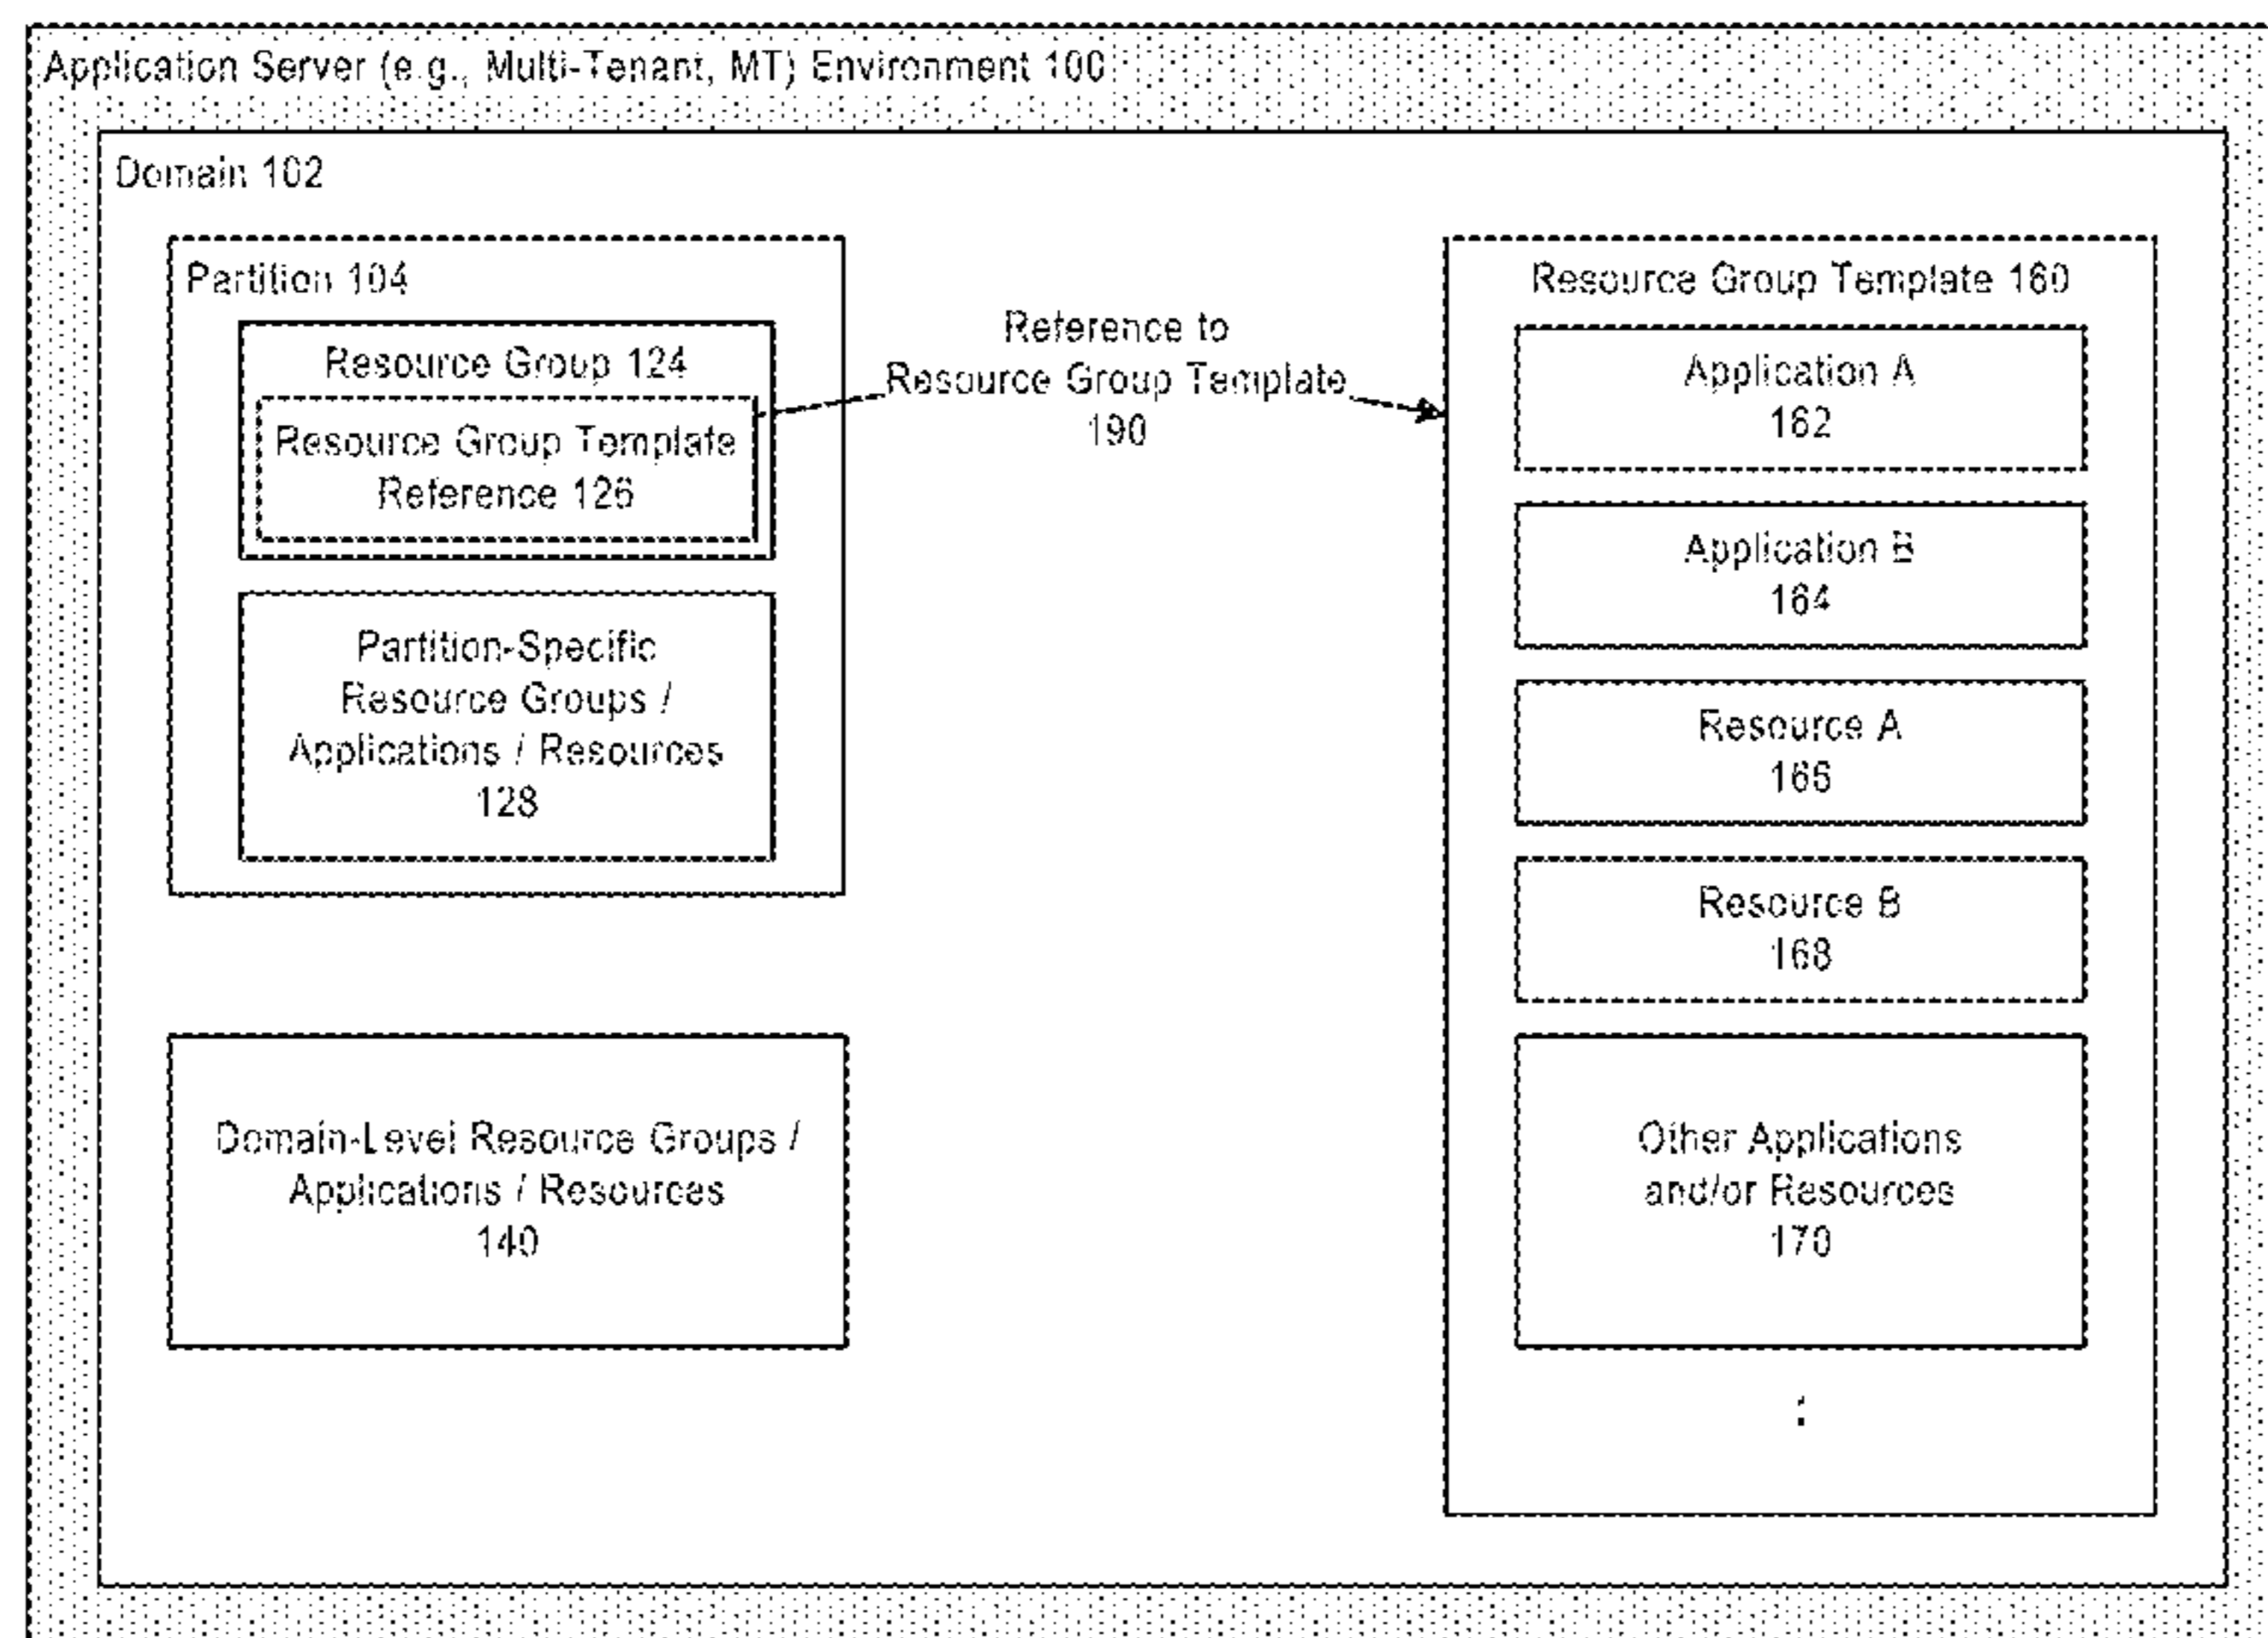 Application Server (e.g., Multi-Tenant, MT) Environment 100
Domain 102
Partition 104
Resource Group 124
Resource Group Template
Reference 126
Partition-Specific
Resource Groups /
Applications / Resources
128
Domain-Level Resource Groups /
Applications / Resources
140
Reference to
Resource Group Template
190
Resource Group Template 160
Application A
162
Application B
164
Resource A
166
Resource B
168
Other Applications
and/or Resources
170